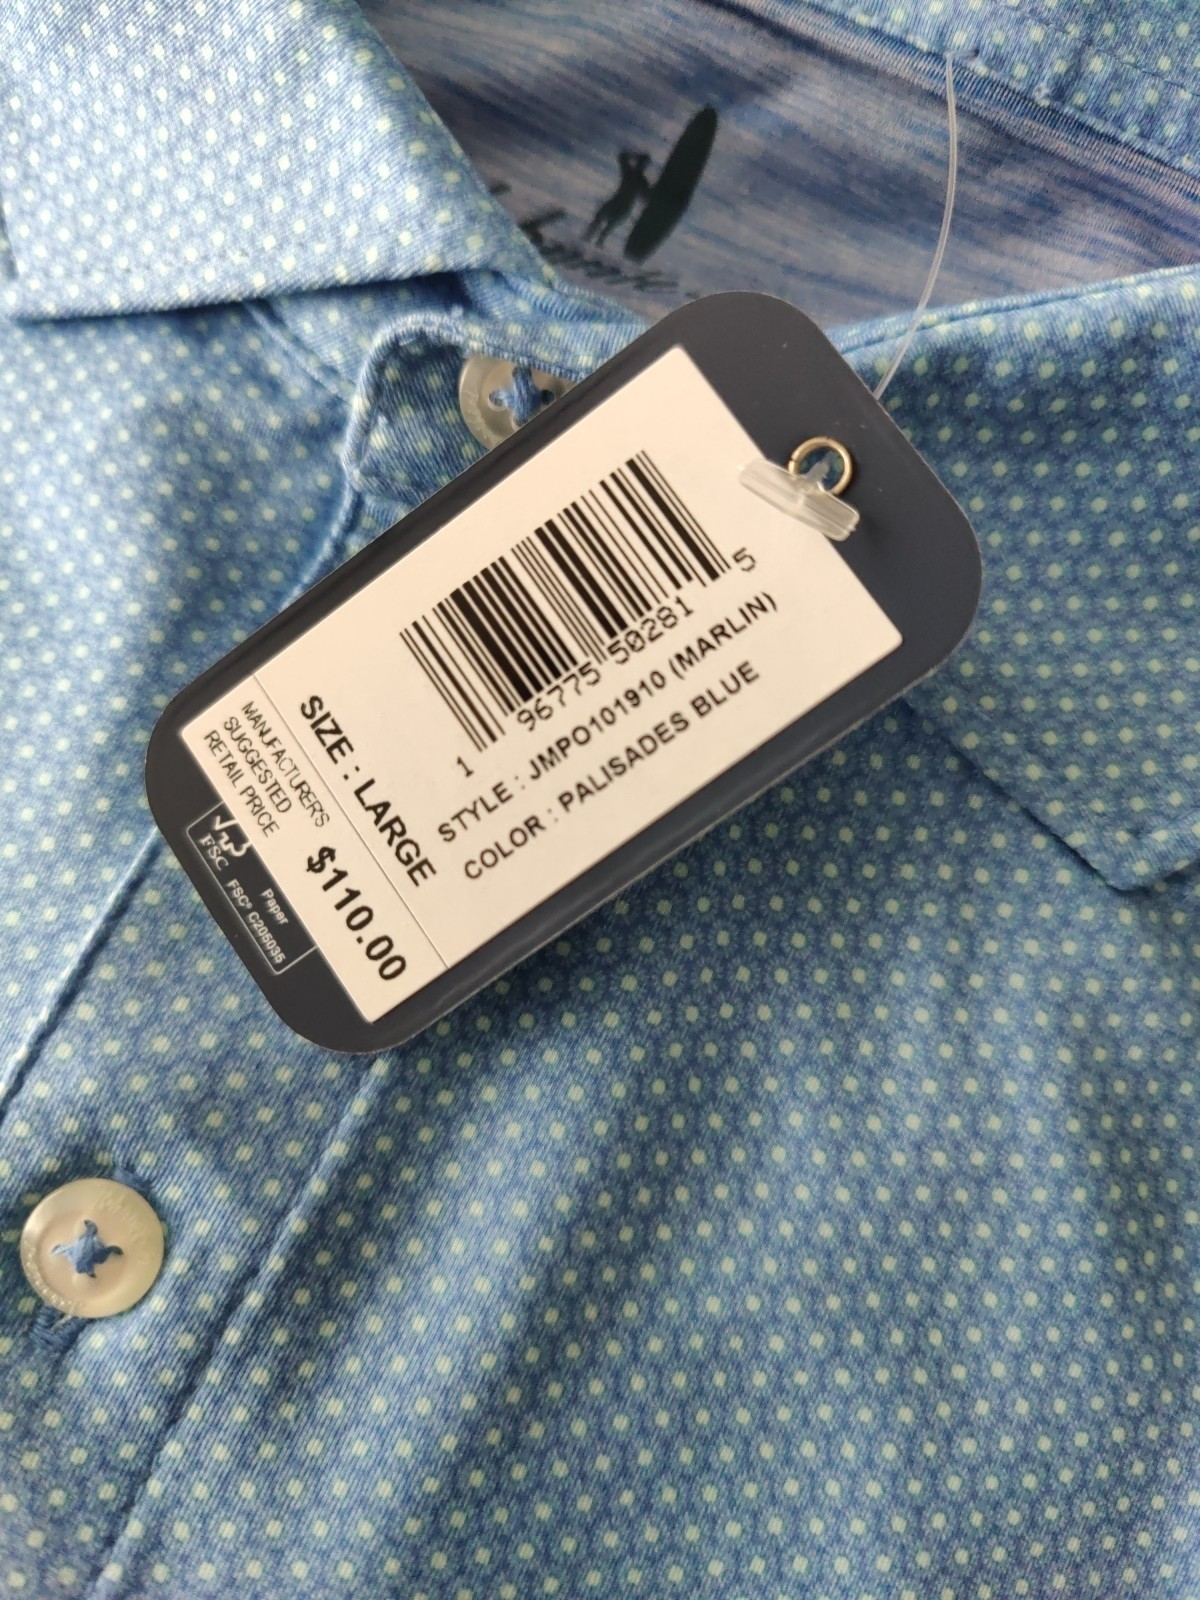 1 96775 50281 5
STYLE : JMPO101910 (MARLIN)
COLOR : PALISADES BLUE
SIZE : LARGE
MANUFACTURER'S
SUGGESTED
RETAIL PRICE
$110.00
FSC
Paper
FSC® C205035